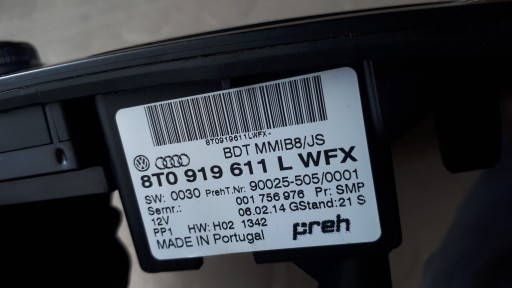 8T0919611LWFX-
BDT MMIB8/JS
8T0 919 611 L WFX
SW: 0030 PrehT.Nr: 90025-505/0001
Sernr.: 001 756 976 Pr: SMP
12V 06.02.14 GStand: 21 S
PP1 HW: H02 1342
MADE IN Portugal preh